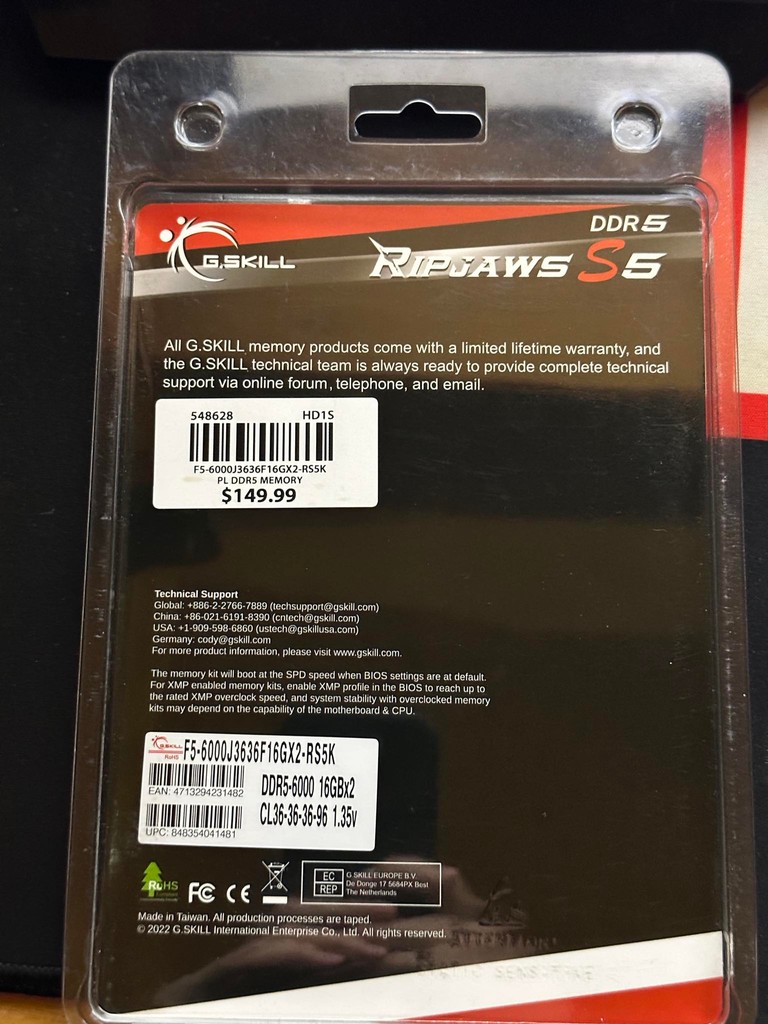 DDR5
G.SKILL
RIPJAWS S5
All G.SKILL memory products come with a limited lifetime warranty, and
the G.SKILL technical team is always ready to provide complete technical
support via online forum, telephone, and email.
548628 HD1S
F5-6000J3636F16GX2-RS5K
PL DDR5 MEMORY
$149.99
Technical Support
Global: +886-2-2766-7889 (techsupport@gskill.com)
China: +86-021-6191-8390 (cntech@gskill.com)
USA: +1-909-598-6860 (ustech@gskillusa.com)
Germany: cody@gskill.com
For more product information, please visit www.gskill.com.
The memory kit will boot at the SPD speed when BIOS settings are at default.
For XMP enabled memory kits, enable XMP profile in the BIOS to reach up to
the rated XMP overclock speed, and system stability with overclocked memory
kits may depend on the capability of the motherboard & CPU.
G.SKILL F5-6000J3636F16GX2-RS5K
RoHS
DDR5-6000 16GBx2
EAN: 4713294231482
CL36-36-36-96 1.35v
UPC: 848354041481
RoHS
FC CE
EC REP
G.SKILL EUROPE B.V.
De Donge 17 5684PX Best
The Netherlands
Made in Taiwan. All production processes are taped.
© 2022 G.SKILL International Enterprise Co., Ltd. All rights reserved.